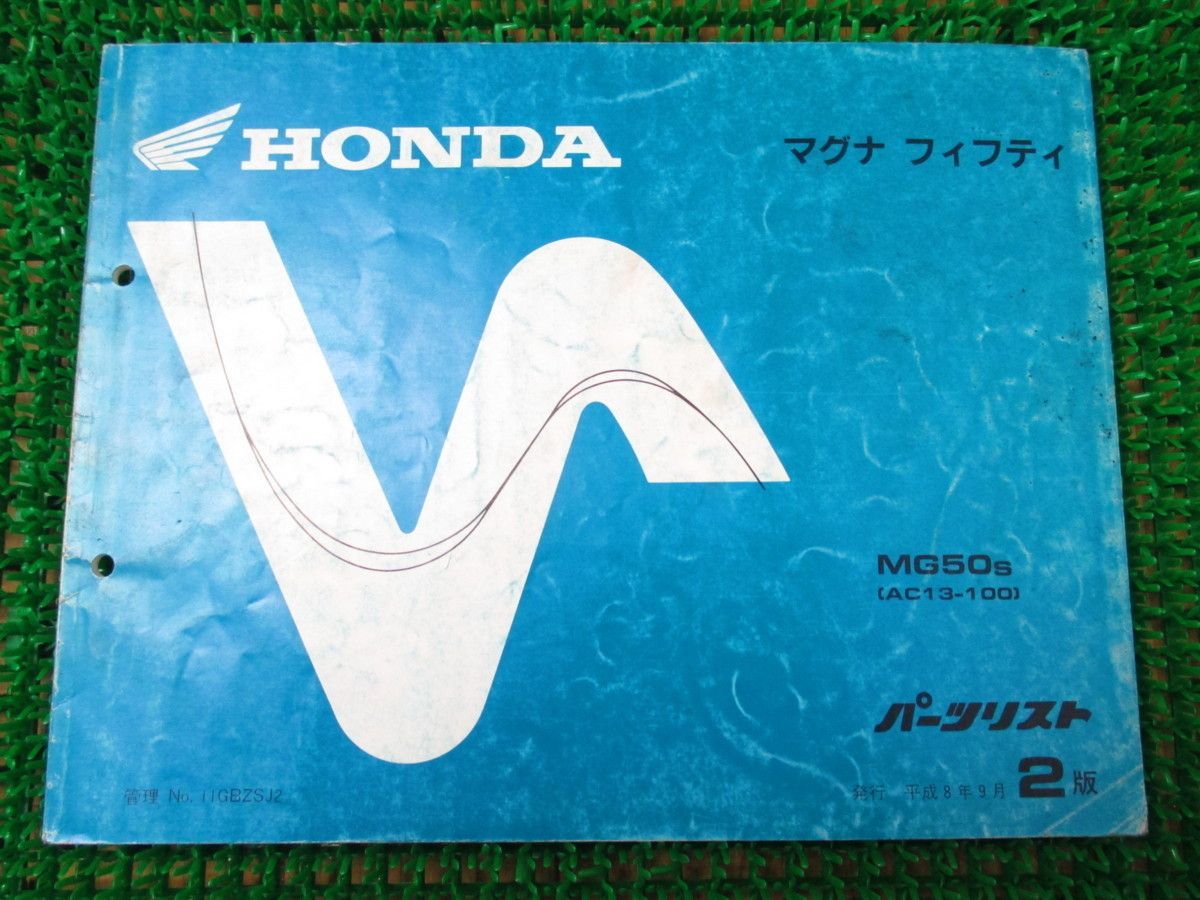 HONDA
マグナ フィフティ
MG50S
(AC13-100)
パーツリスト
管理 No. 11GBZSJ2
発行 平成8年9月 2版